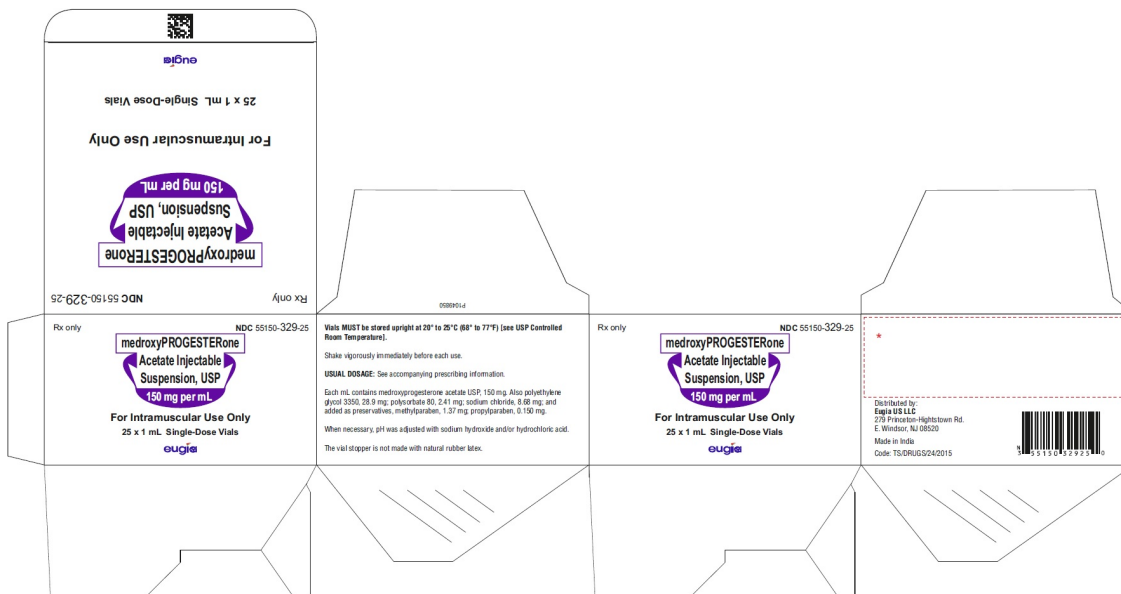 eugia
25 x 1 mL Single-Dose Vials
For Intramuscular Use Only
150 mg per mL
Suspension, USP
Acetate Injectable
medroxyPROGESTERone
Rx only NDC 55150-329-25
P1049850
Rx only NDC 55150-329-25
medroxyPROGESTERone
Acetate Injectable
Suspension, USP
150 mg per mL
For Intramuscular Use Only
25 x 1 mL Single-Dose Vials
eugia
Vials MUST be stored upright at 20° to 25°C (68° to 77°F) [see USP Controlled
Room Temperature].
Shake vigorously immediately before each use.
USUAL DOSAGE: See accompanying prescribing information.
Each mL contains medroxyprogesterone acetate USP, 150 mg. Also polyethylene
glycol 3350, 28.9 mg; polysorbate 80, 2.41 mg; sodium chloride, 8.68 mg; and
added as preservatives, methylparaben, 1.37 mg; propylparaben, 0.150 mg.
When necessary, pH was adjusted with sodium hydroxide and/or hydrochloric acid.
The vial stopper is not made with natural rubber latex.
Rx only NDC 55150-329-25
medroxyPROGESTERone
Acetate Injectable
Suspension, USP
150 mg per mL
For Intramuscular Use Only
25 x 1 mL Single-Dose Vials
eugia
*
Distributed by:
Eugia US LLC
279 Princeton-Hightstown Rd.
E. Windsor, NJ 08520
Made in India
Code: TS/DRUGS/24/2015
N
3 55150 32925 0